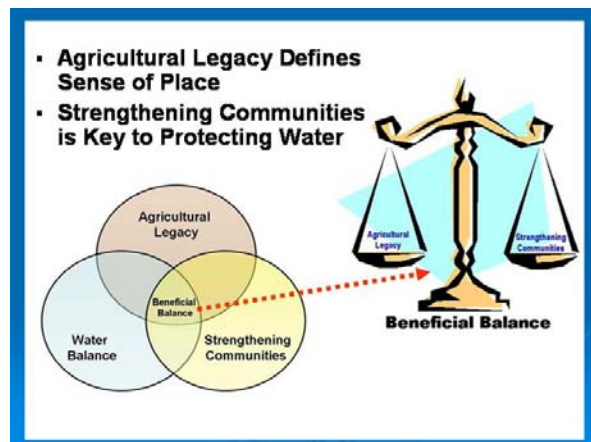 ▪ Agricultural Legacy Defines
Sense of Place
▪ Strengthening Communities
is Key to Protecting Water
Agricultural
Legacy
Beneficial
Balance
Water
Balance
Strengthening
Communities
Agricultural
Legacy
Strengthening
Communities
Beneficial Balance